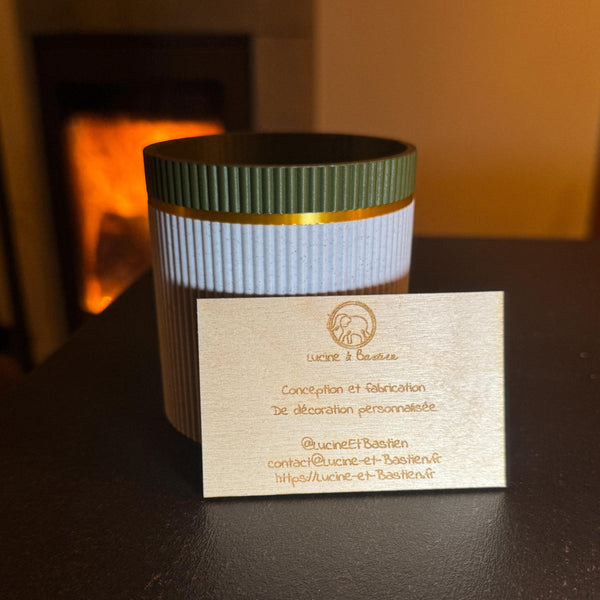 Lucine & Bastien
Conception et fabrication
De décoration personnalisée
@LucineEtBastien
contact@Lucine-et-Bastien.fr
https://Lucine-et-Bastien.fr